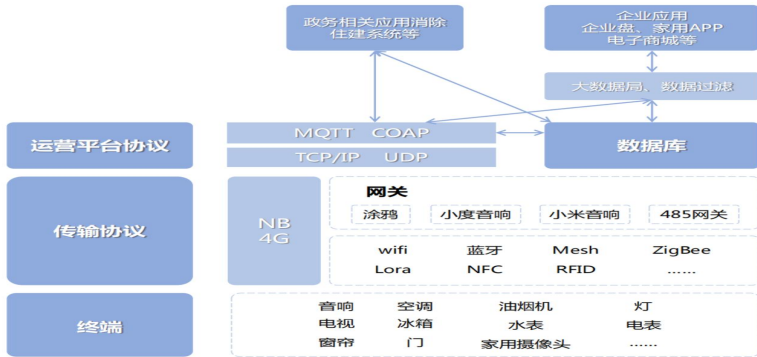 政务相关应用消除
住建系统等
企业应用
企业盘、家用APP
电子商城等
大数据局、数据过滤
运营平台协议
MQTT COAP
TCP/IP UDP
数据库
传输协议
NB
4G
网关
涂鸦 小度音响 小米音响 485网关
wifi 蓝牙 Mesh ZigBee
Lora NFC RFID ......
终端
音响 空调 油烟机 灯
电视 冰箱 水表 电表
窗帘 门 家用摄像头 ......